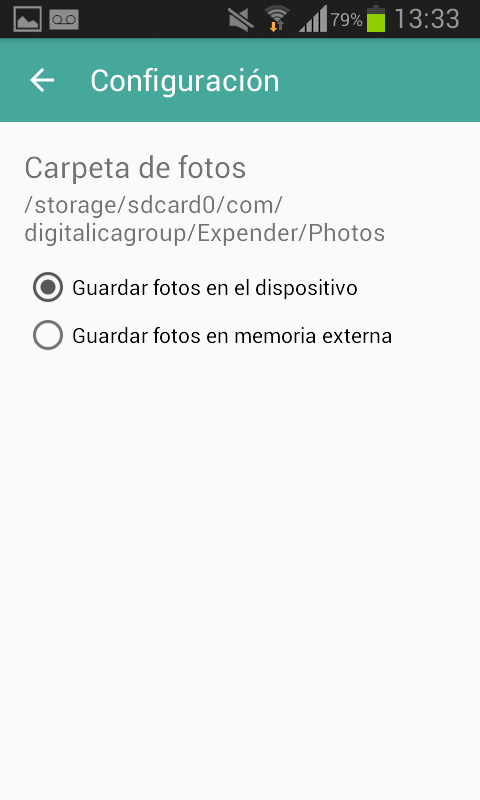 79% 13:33
Configuración
Carpeta de fotos
/storage/sdcard0/com/
digitalicagroup/Expender/Photos
Guardar fotos en el dispositivo
Guardar fotos en memoria externa